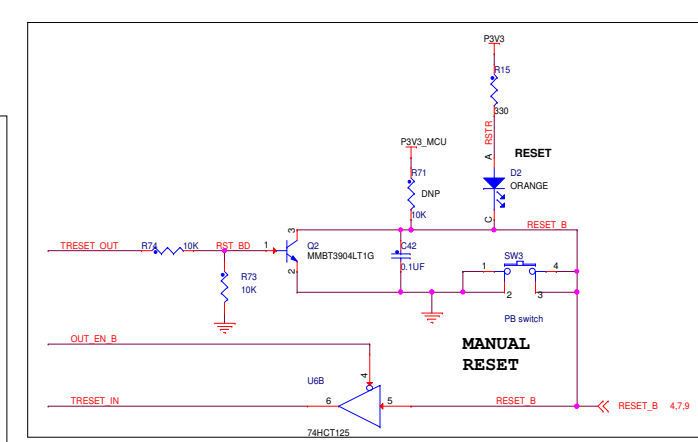 P3V3
R15
330
RSTR
P3V3_MCU
R71
DNP
10K
A
RESET
D2
ORANGE
C
RESET_B
TRESET_OUT
R74
10K
RST_BD
1
3
Q2
MMBT3904LT1G
2
C42
0.1UF
SW3
1
4
2
3
R73
10K
PB switch
OUT_EN_B
MANUAL
RESET
4
U6B
TRESET_IN
6
5
RESET_B
RESET_B 4,7,9
74HCT125